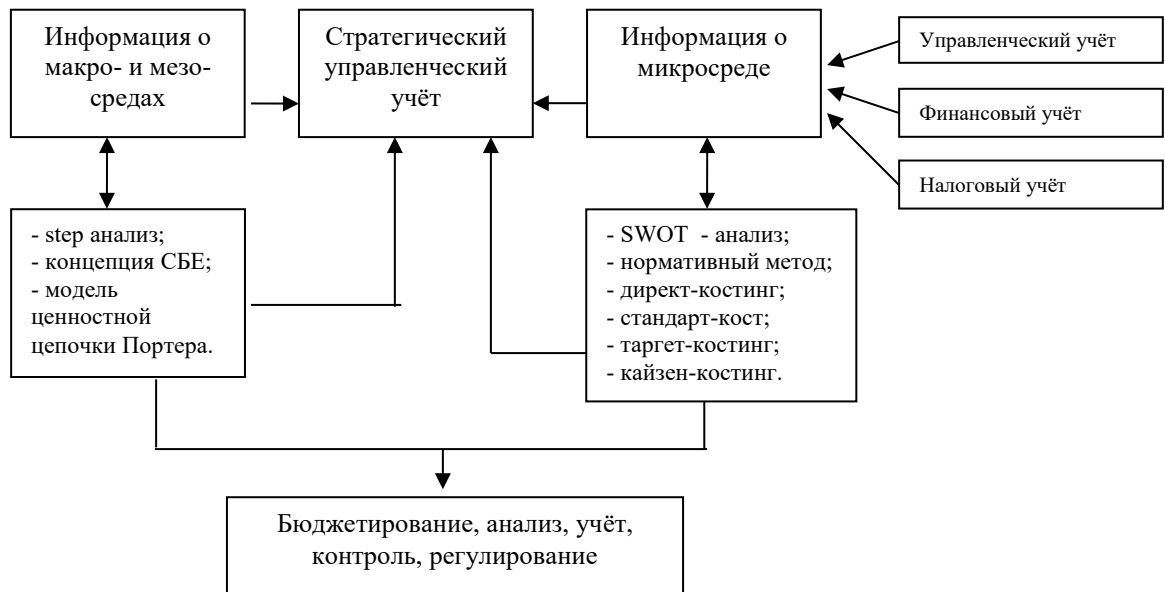 Информация о
макро- и мезо-
средах
Стратегический
управленческий
учёт
Информация о
микросреде
Управленческий учёт
Финансовый учёт
Налоговый учёт
- step анализ;
- концепция СБЕ;
- модель
ценностной
цепочки Портера.
- SWOT - анализ;
- нормативный метод;
- директ-костинг;
- стандарт-кост;
- таргет-костинг;
- кайзен-костинг.
Бюджетирование, анализ, учёт,
контроль, регулирование